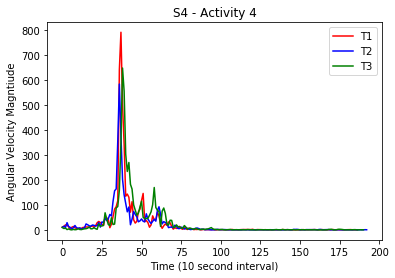 S4 - Activity 4
T1
T2
T3
Angular Velocity Magntiude
800
700
600
500
400
300
200
100
0
0 25 50 75 100 125 150 175 200
Time (10 second interval)